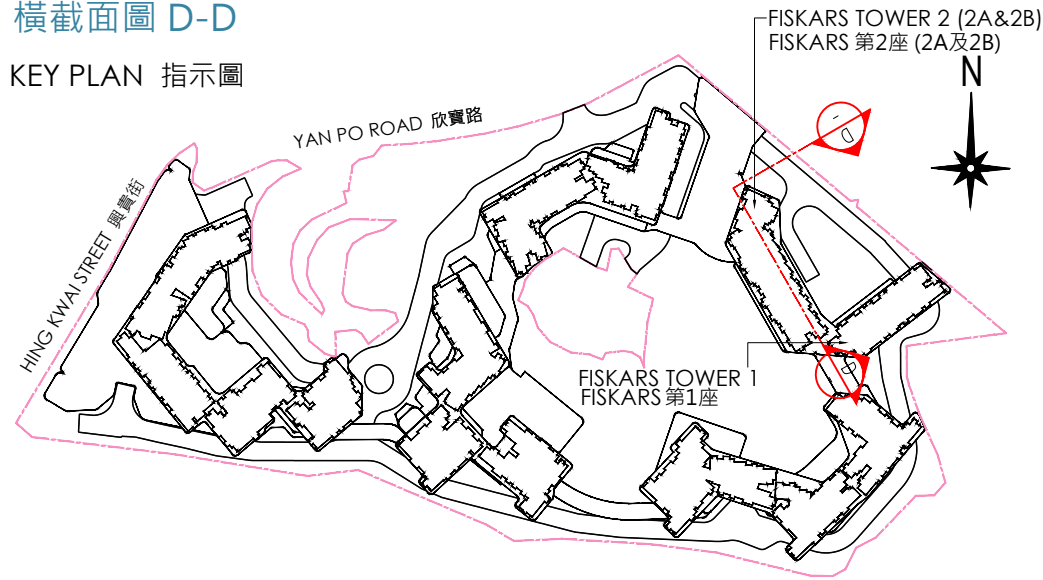 橫截面圖 D-D
KEY PLAN 指示圖
FISKARS TOWER 2 (2A&2B)
FISKARS 第2座 (2A及2B)
N
YAN PO ROAD 欣寶路
D
HING KWAI STREET 興貴街
FISKARS TOWER 1
FISKARS 第1座
D